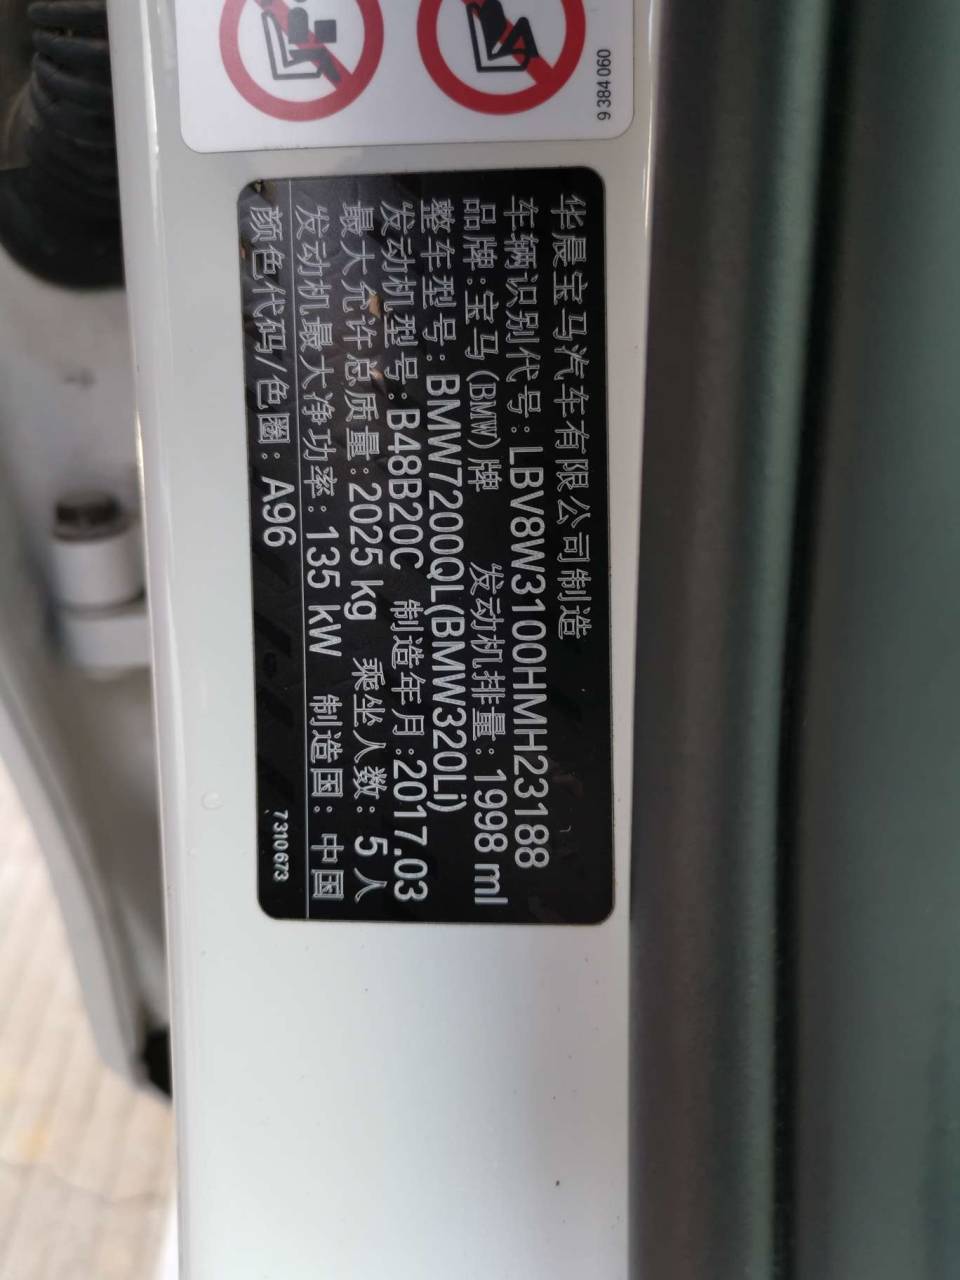 9 384 060
华晨宝马汽车有限公司制造
车辆识别代号: LBV8W3100HMH23188
品牌:宝马(BMW)牌 发动机排量: 1998 ml
整车型号: BMW7200QL(BMW320Li)
发动机型号: B48B20C 制造年月:2017.03
最大允许总质量:2025 kg 乘坐人数: 5 人
发动机最大净功率: 135 kW 制造国: 中国
颜色代码/色圈: A96
7 310 673